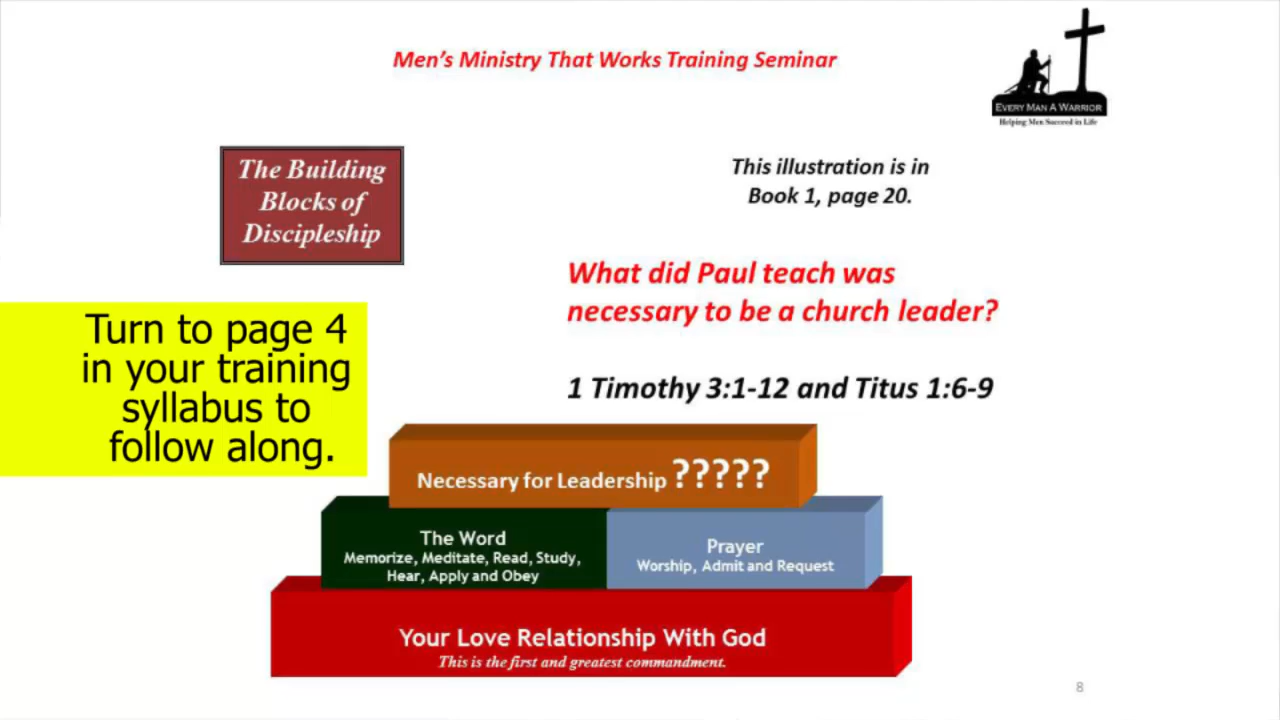 Men's Ministry That Works Training Seminar
EVERY MAN A WARRIOR
Helping Men Succeed in Life
The Building
Blocks of
Discipleship
This illustration is in
Book 1, page 20.
What did Paul teach was
necessary to be a church leader?
Turn to page 4
in your training
syllabus to
follow along.
1 Timothy 3:1-12 and Titus 1:6-9
Necessary for Leadership ?????
The Word
Memorize, Meditate, Read, Study,
Hear, Apply and Obey
Prayer
Worship, Admit and Request
Your Love Relationship With God
This is the first and greatest commandment.
8